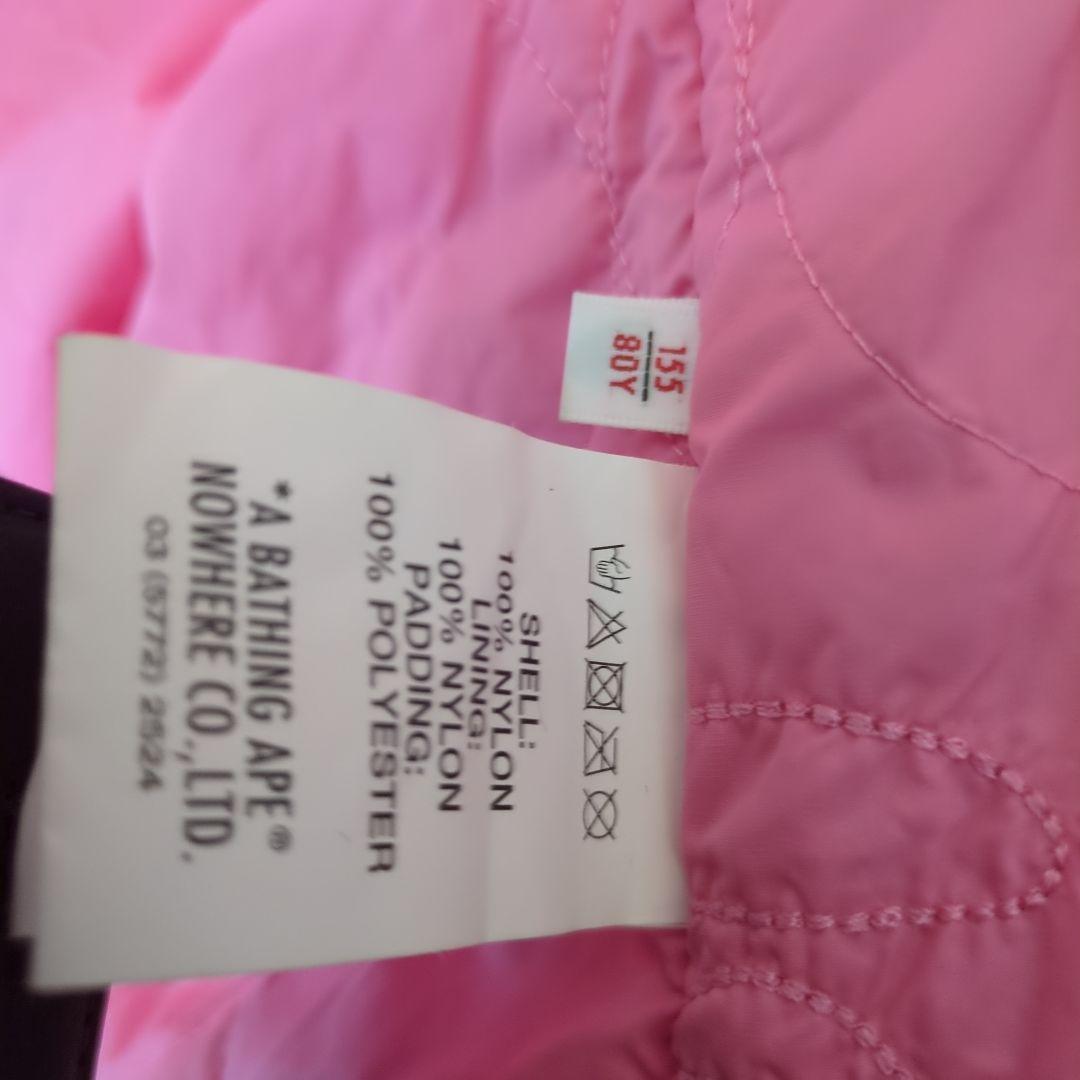 155
80Y
SHELL:
100% NYLON
LINING:
100% NYLON
PADDING:
100% POLYESTER
*A BATHING APE®
NOWHERE CO.,LTD.
03 (5772) 2524